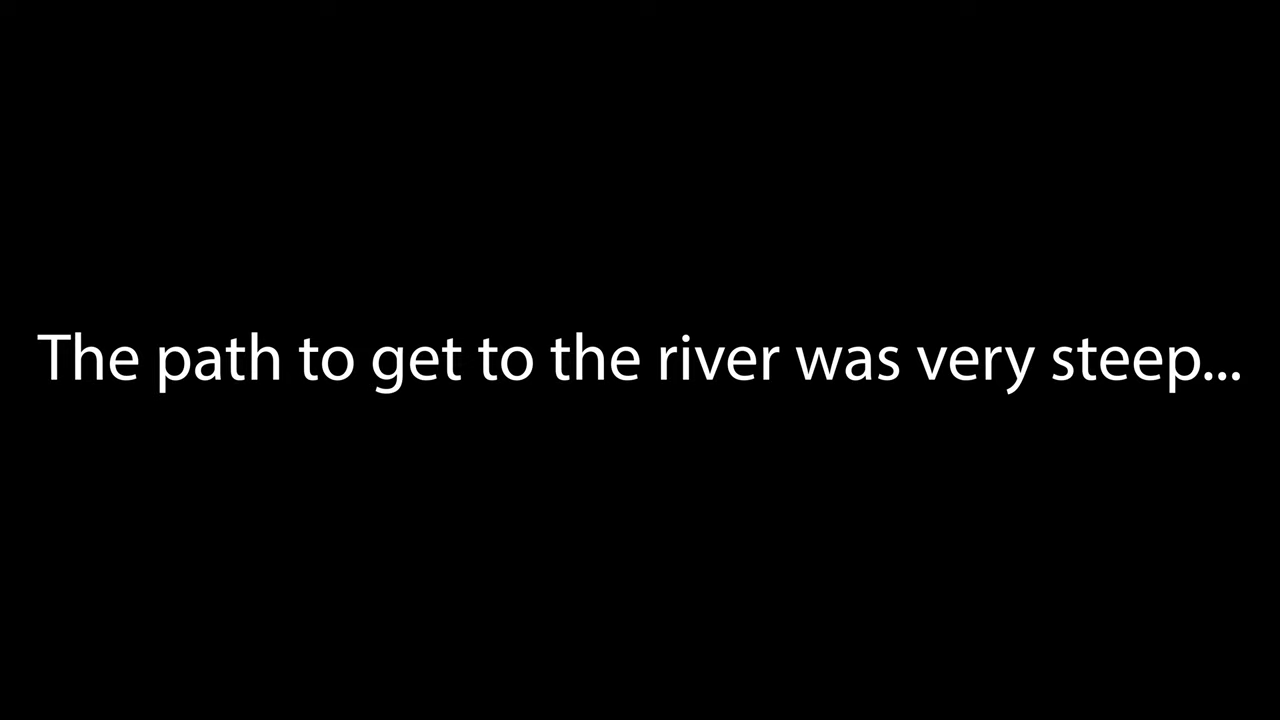 The path to get to the river was very steep...